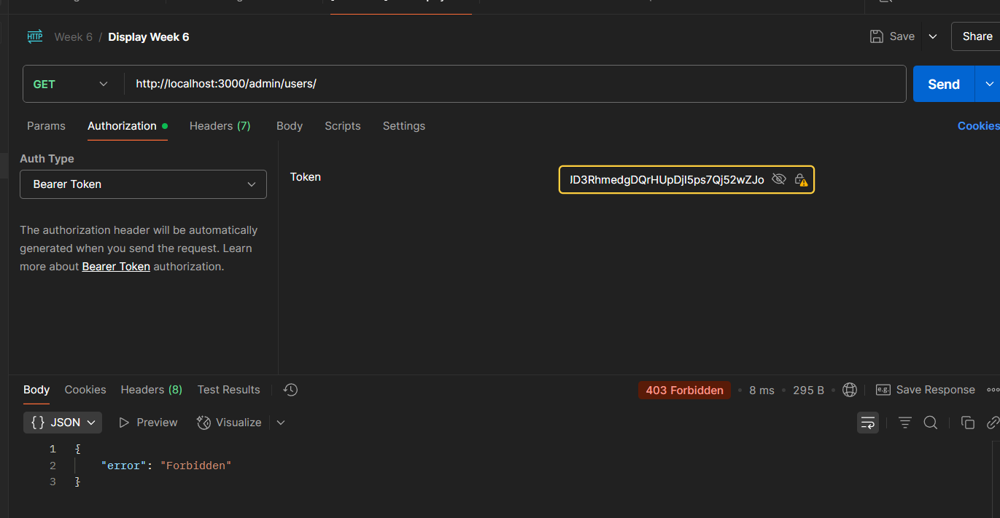 HTTP Week 6 / Display Week 6 Save Share
GET http://localhost:3000/admin/users/ Send
Params Authorization Headers (7) Body Scripts Settings Cookies
Auth Type
Bearer Token
Token
JD3RhmedgDQrHUpDjI5ps7Qj52wZJo
The authorization header will be automatically
generated when you send the request. Learn
more about Bearer Token authorization.
Body Cookies Headers (8) Test Results 403 Forbidden • 8 ms • 295 B e.g. Save Response
{} JSON Preview Visualize
1 {
2 "error": "Forbidden"
3 }